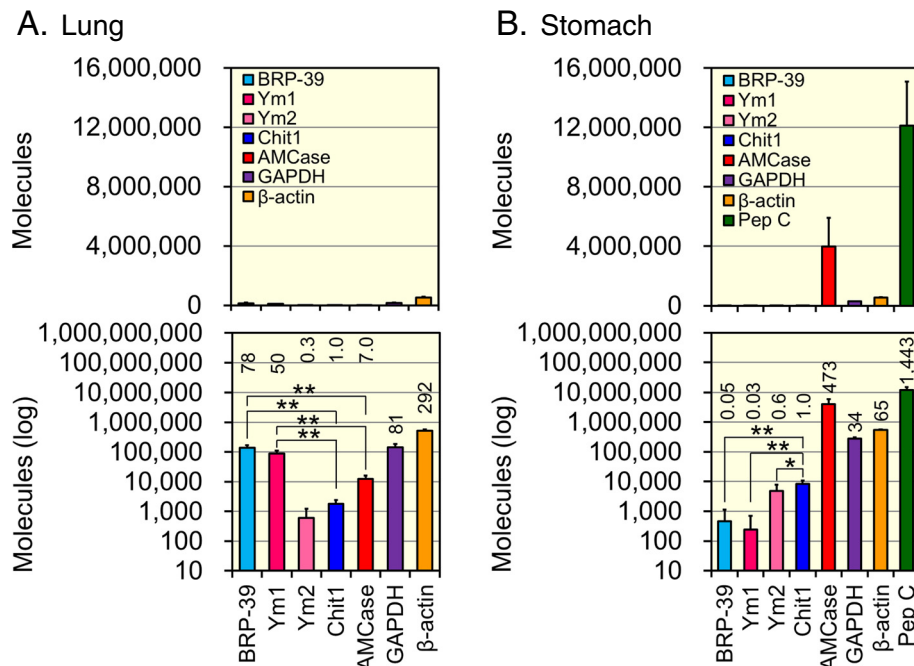 A. Lung
Molecules
16,000,000
12,000,000
8,000,000
4,000,000
0
BRP-39
Ym1
Ym2
Chit1
AMCase
GAPDH
β-actin
Molecules (log)
1,000,000,000
100,000,000
10,000,000
1,000,000
100,000
10,000
1,000
100
10
78
50
0.3
1.0
7.0
81
292
**
**
**
**
BRP-39
Ym1
Ym2
Chit1
AMCase
GAPDH
β-actin
B. Stomach
Molecules
16,000,000
12,000,000
8,000,000
4,000,000
0
BRP-39
Ym1
Ym2
Chit1
AMCase
GAPDH
β-actin
Pep C
Molecules (log)
1,000,000,000
100,000,000
10,000,000
1,000,000
100,000
10,000
1,000
100
10
0.05
0.03
0.6
1.0
473
34
65
1,443
**
**
*
BRP-39
Ym1
Ym2
Chit1
AMCase
GAPDH
β-actin
Pep C